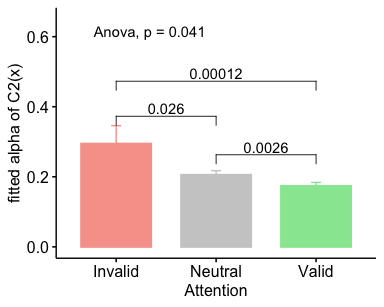 Anova, p = 0.041
0.00012
0.026
0.0026
fitted alpha of C2(x)
0.6
0.4
0.2
0.0
Invalid Neutral Valid
Attention